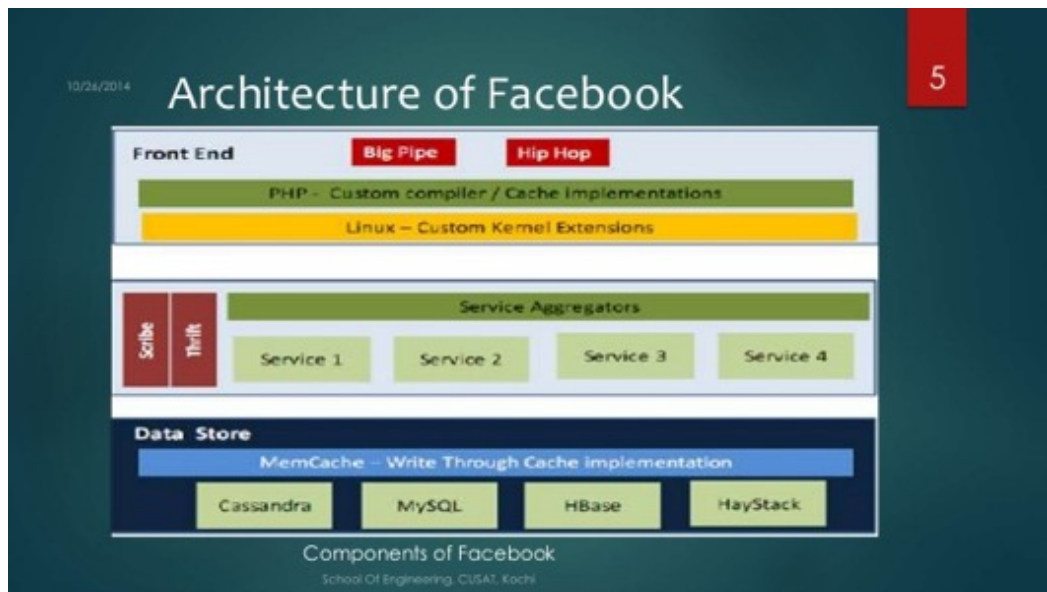 10/26/2014
Architecture of Facebook
5
Front End
Big Pipe
Hip Hop
PHP - Custom compiler / Cache Implementations
Linux – Custom Kernel Extensions
Scribe
Thrift
Service Aggregators
Service 1
Service 2
Service 3
Service 4
Data Store
MemCache – Write Through Cache implementation
Cassandra
MySQL
HBase
HayStack
Components of Facebook
School Of Engineering, CUSAT, Kochi